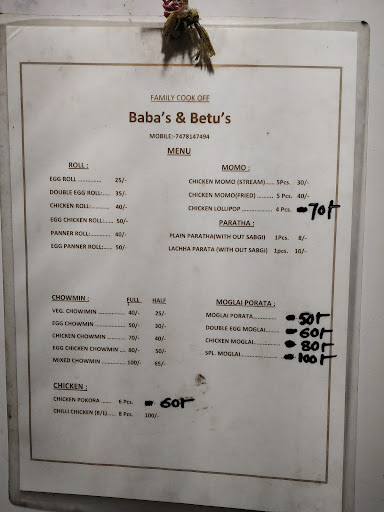 FAMILY COOK OFF
Baba's & Betu's
MOBILE:-7478147494
MENU
ROLL :
EGG ROLL .............. 25/-
DOUBLE EGG ROLL:..... 35/-
CHICKEN ROLL:............ 40/-
PANNER ROLL:............. 40/-
EGG CHICKEN ROLL:...... 50/-
EGG PANNER ROLL:...... 50/-
MOMO :
CHICKEN MOMO (STREAM)..... 5Pcs. 30/-
CHICKEN MOMO(FRIED) ......... 5 Pcs. 40/-
CHICKEN LOLLIPOP .............. 4 Pcs. -70/-
PARATHA :
PLAIN PARATHA(WITH OUT SABGI) 1Pcs. 8/-
LACHHA PARATA (WITH OUT SABGI) 1pcs. 10/-
CHOWMIN : FULL HALF
VEG. CHOWIMIN .............. 40/- 25/-
EGG CHOWMIN ................ 50/- 30/-
CHICKEN CHOWMIN ......... 70/- 40/-
EGG CHICKEN CHOWMIN .... 80/- 50/-
MIXED CHOWMIN ............ 100/- 65/-
MOGLAI PORATA :
MOGLAI PORATA.......... -50/-
DOUBLE EGG MOGLAI....... -60/-
CHICKEN MOGLAI............ -80/-
SPL. MOGLAI................ -100/-
CHICKEN :
CHICKEN POKORA ....... 6 Pcs. -60/-
CHILLI CHICKEN (B/L)..... 8 Pcs. 100/-